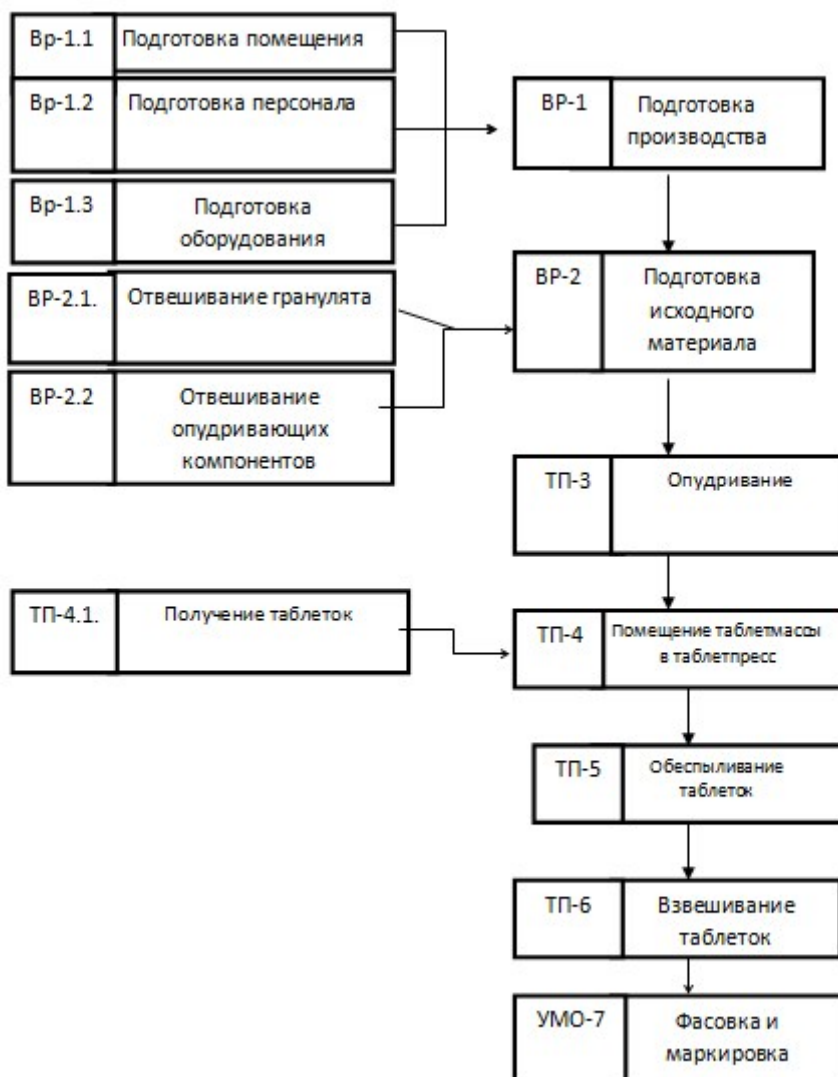 Вр-1.1 Подготовка помещения
Вр-1.2 Подготовка персонала
Вр-1.3 Подготовка
оборудования
ВР-2.1. Отвешивание гранулята
ВР-2.2 Отвешивание
опудривающих
компонентов
ТП-4.1. Получение таблеток
ВР-1 Подготовка
производства
ВР-2 Подготовка
исходного
материала
ТП-3 Опудривание
ТП-4 Помещение таблетмассы
в таблетпресс
ТП-5 Обеспыливание
таблеток
ТП-6 Взвешивание
таблеток
УМО-7 Фасовка и
маркировка